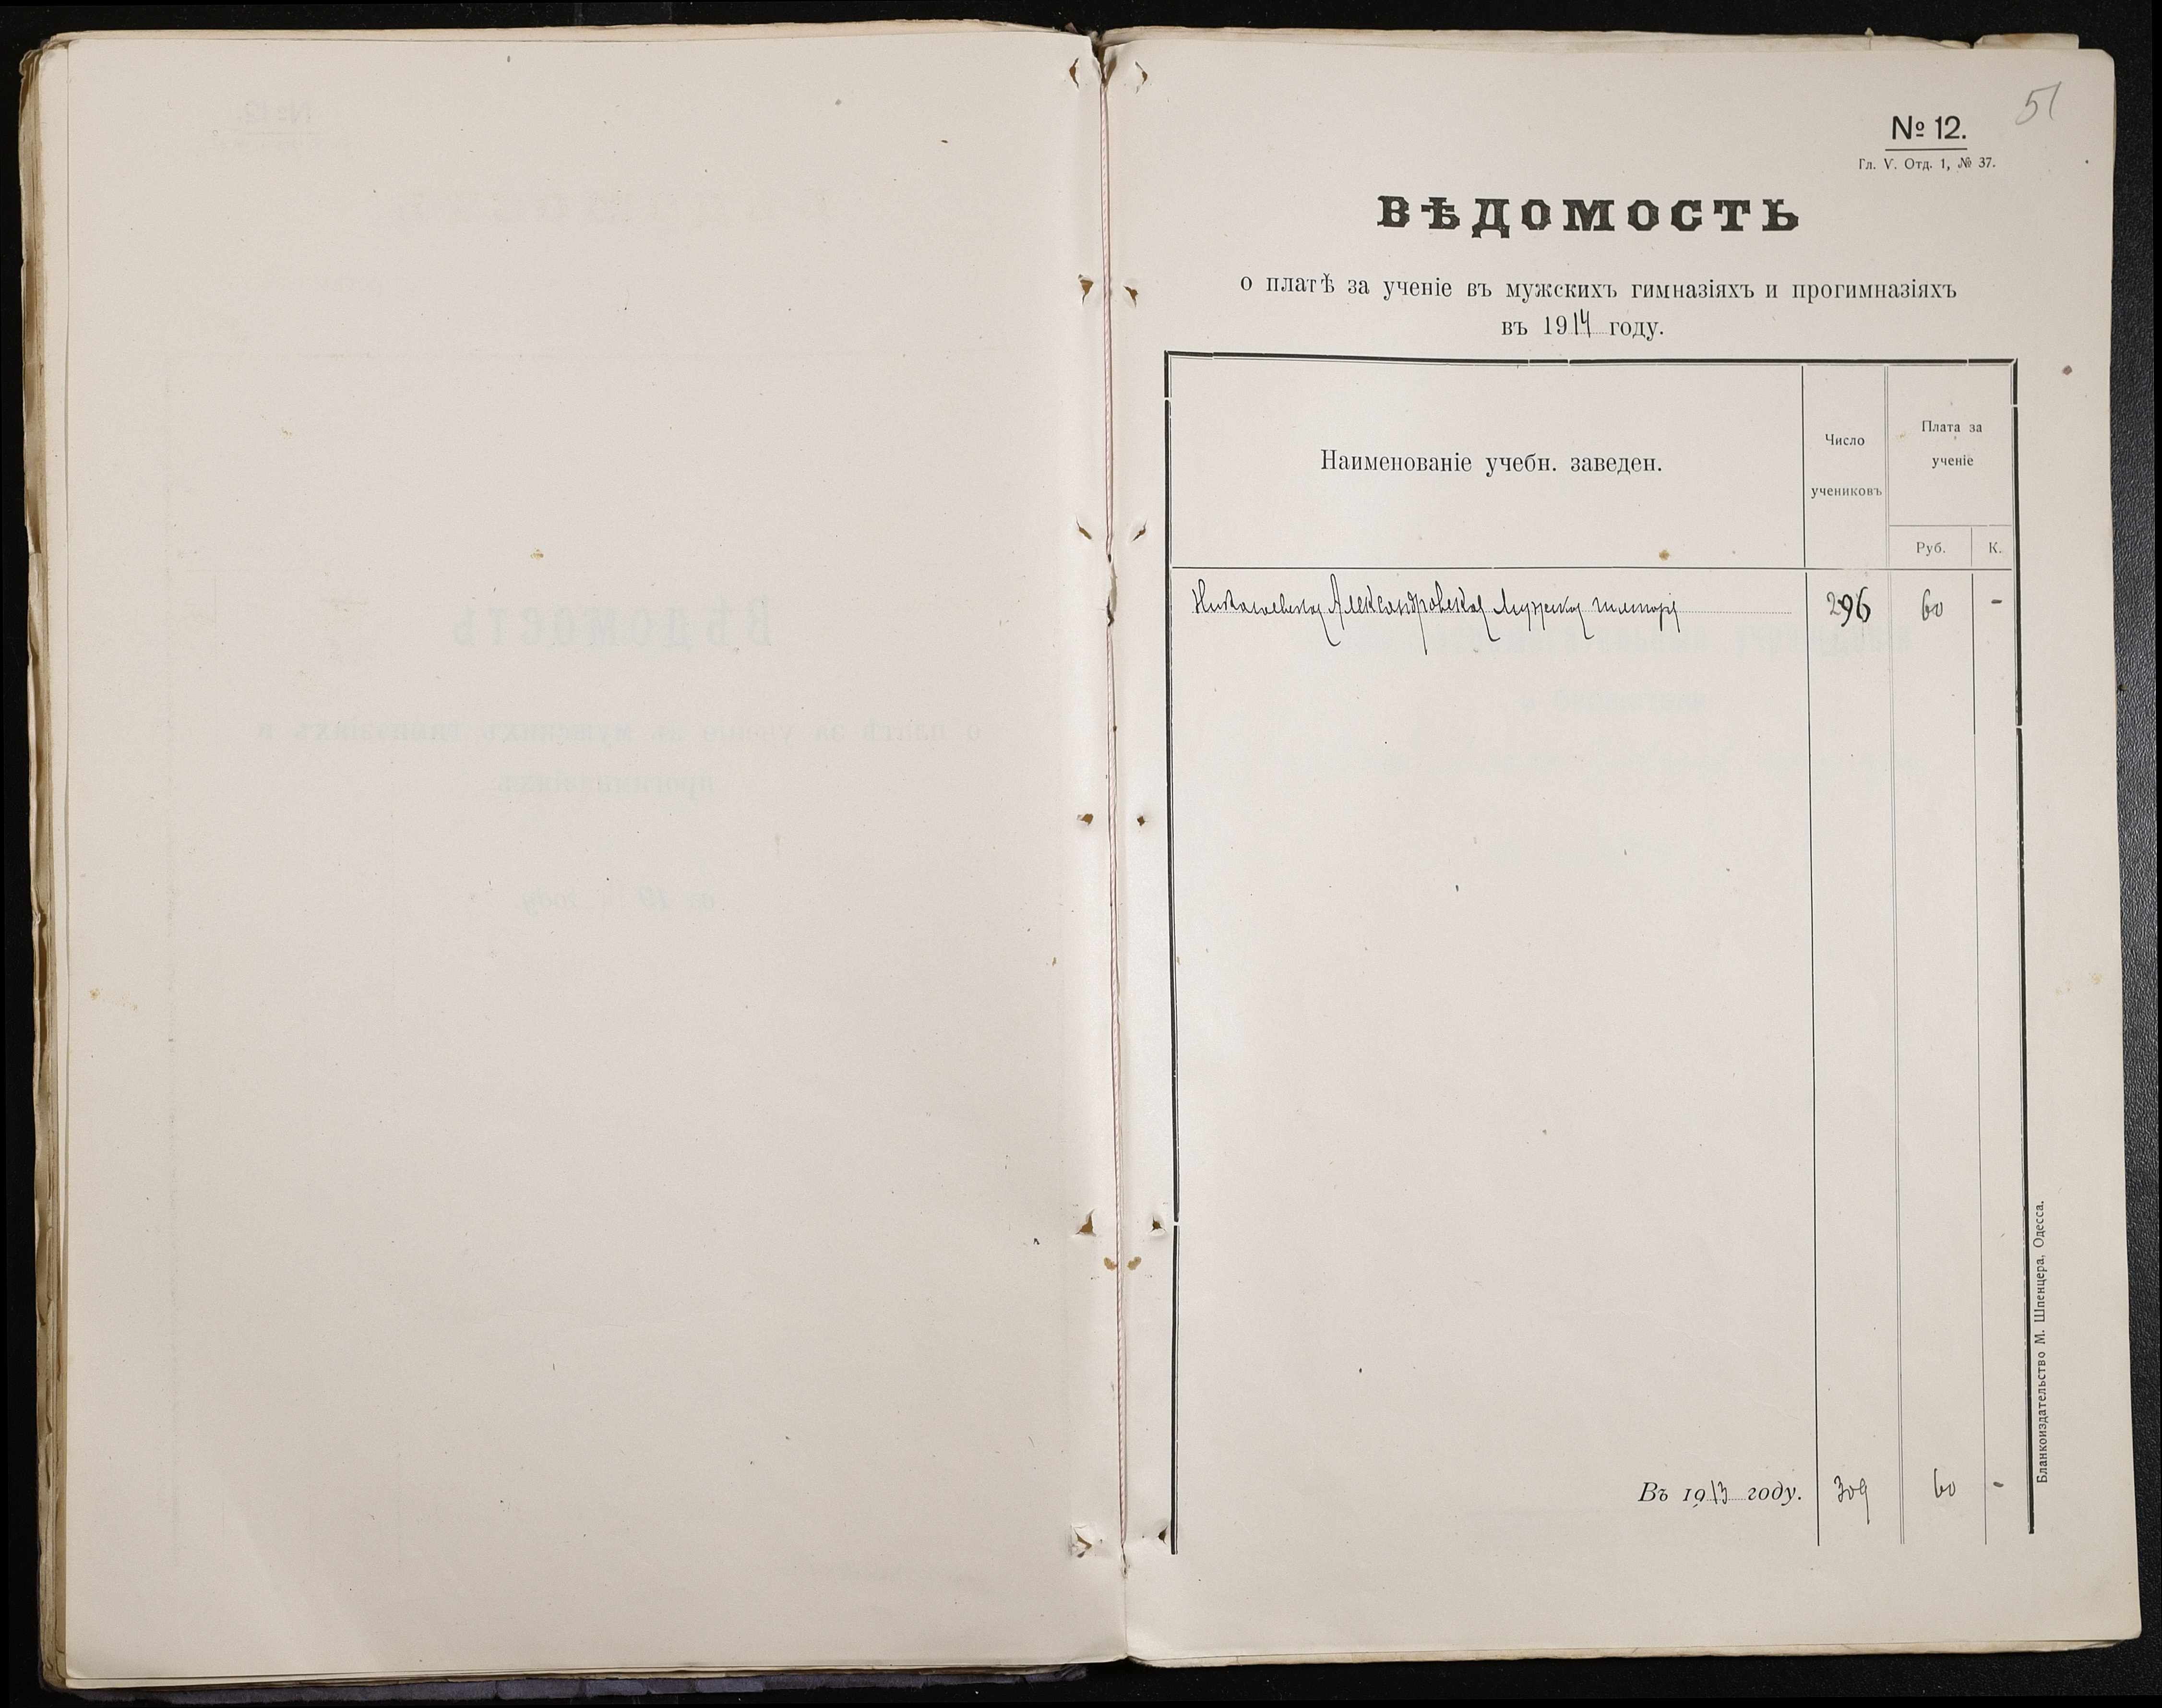 51
№ 12.
Гл. V. Отд. 1, № 37.
ВѢДОМОСТЬ
о платѣ за ученіе въ мужскихъ гимназіяхъ и прогимназіяхъ
въ 1914 году.
Наименованіе учебн. заведен.
Число учениковъ
Плата за ученіе
Руб. К.
Николаевская Александровская Мужская гимназія 296 60 -
Въ 1913 году. 309 60 -
Бланкоиздательство М. Шпенцера, Одесса.